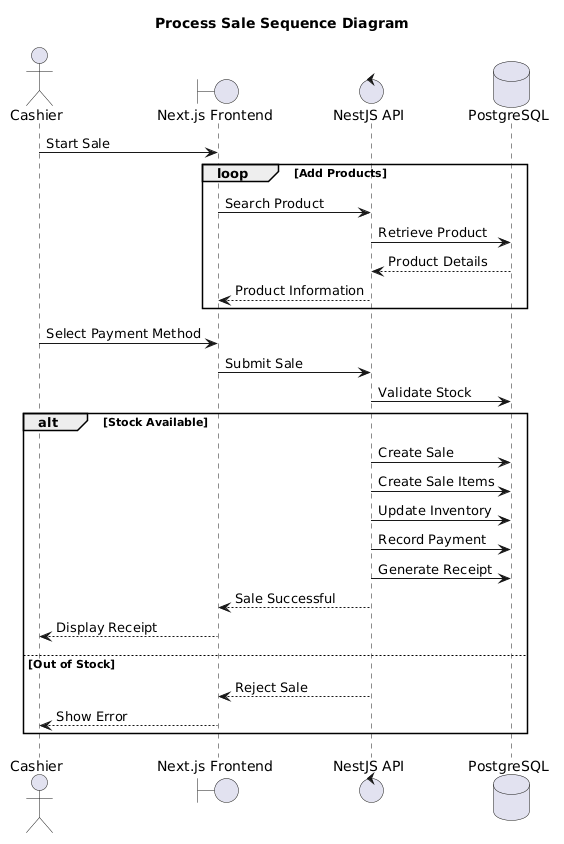 Process Sale Sequence Diagram
Cashier Next.js Frontend NestJS API PostgreSQL
Start Sale
loop [Add Products]
Search Product
Retrieve Product
Product Details
Product Information
Select Payment Method
Submit Sale
Validate Stock
alt [Stock Available]
Create Sale
Create Sale Items
Update Inventory
Record Payment
Generate Receipt
Sale Successful
Display Receipt
[Out of Stock]
Reject Sale
Show Error
Cashier Next.js Frontend NestJS API PostgreSQL